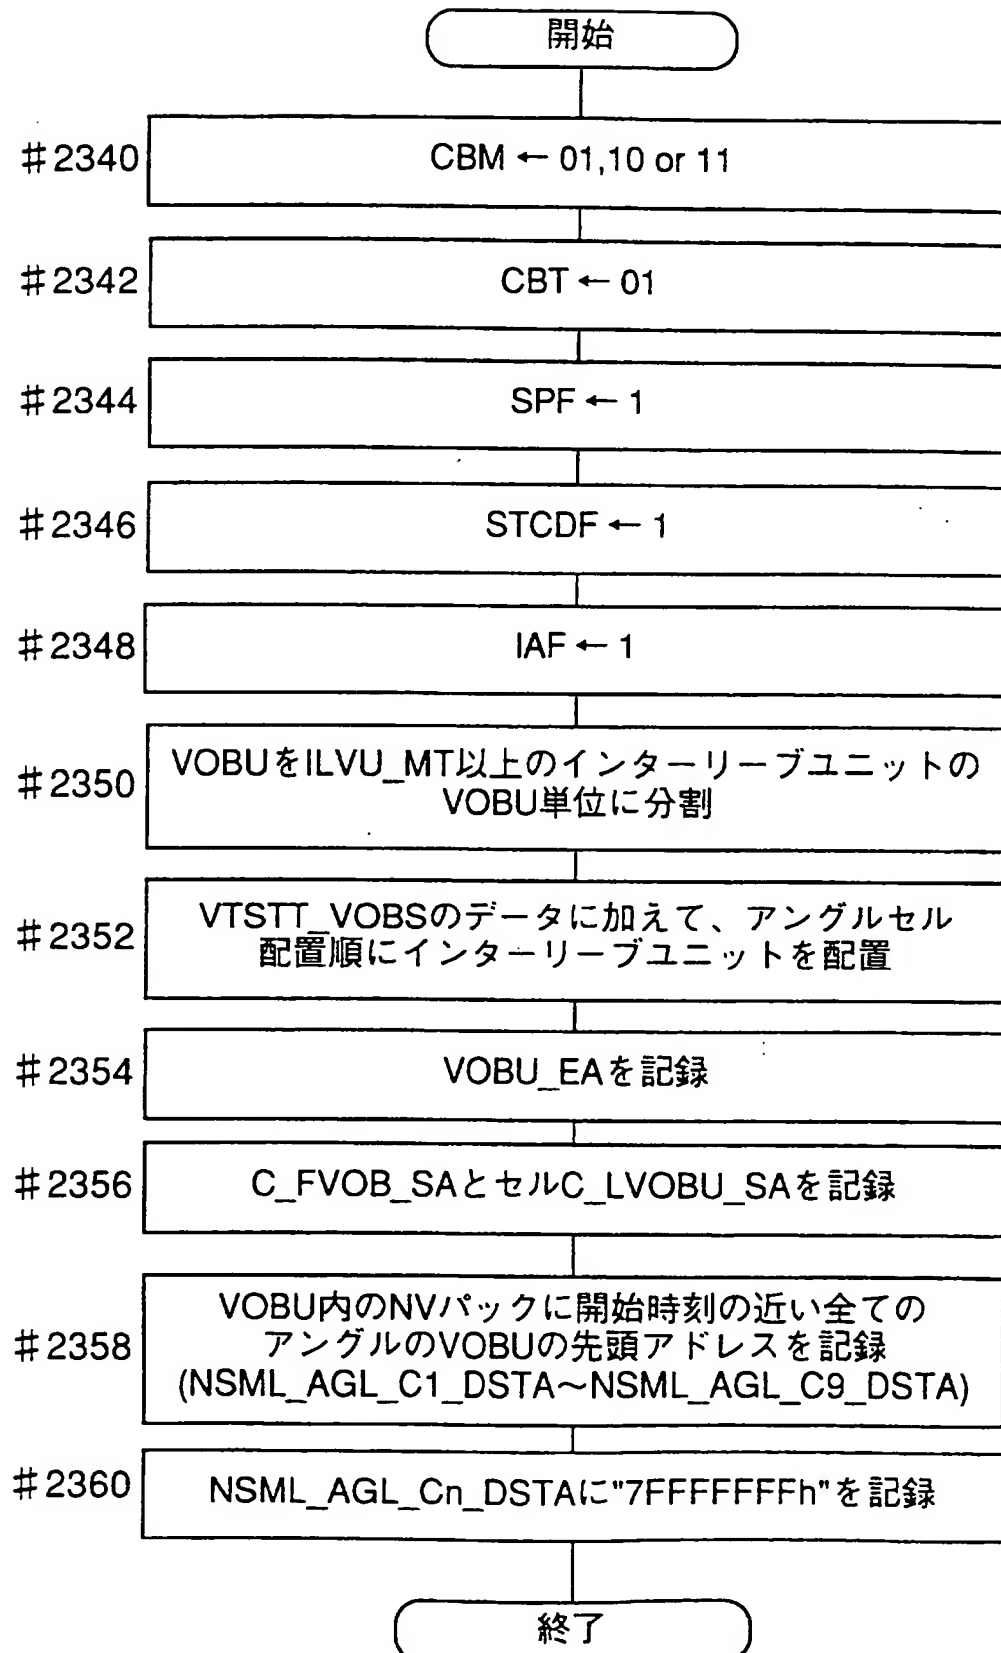 開始
#2340
CBM ← 01,10 or 11
#2342
CBT ← 01
#2344
SPF ← 1
#2346
STCDF ← 1
#2348
IAF ← 1
#2350
VOBUをILVU_MT以上のインターリーブユニットの
VOBU単位に分割
#2352
VTSTT_VOBSのデータに加えて、アングルセル
配置順にインターリーブユニットを配置
#2354
VOBU_EAを記録
#2356
C_FVOB_SAとセルC_LVOBU_SAを記録
#2358
VOBU内のNVパックに開始時刻の近い全ての
アングルのVOBUの先頭アドレスを記録
(NSML_AGL_C1_DSTA～NSML_AGL_C9_DSTA)
#2360
NSML_AGL_Cn_DSTAに"7FFFFFFFh"を記録
終了